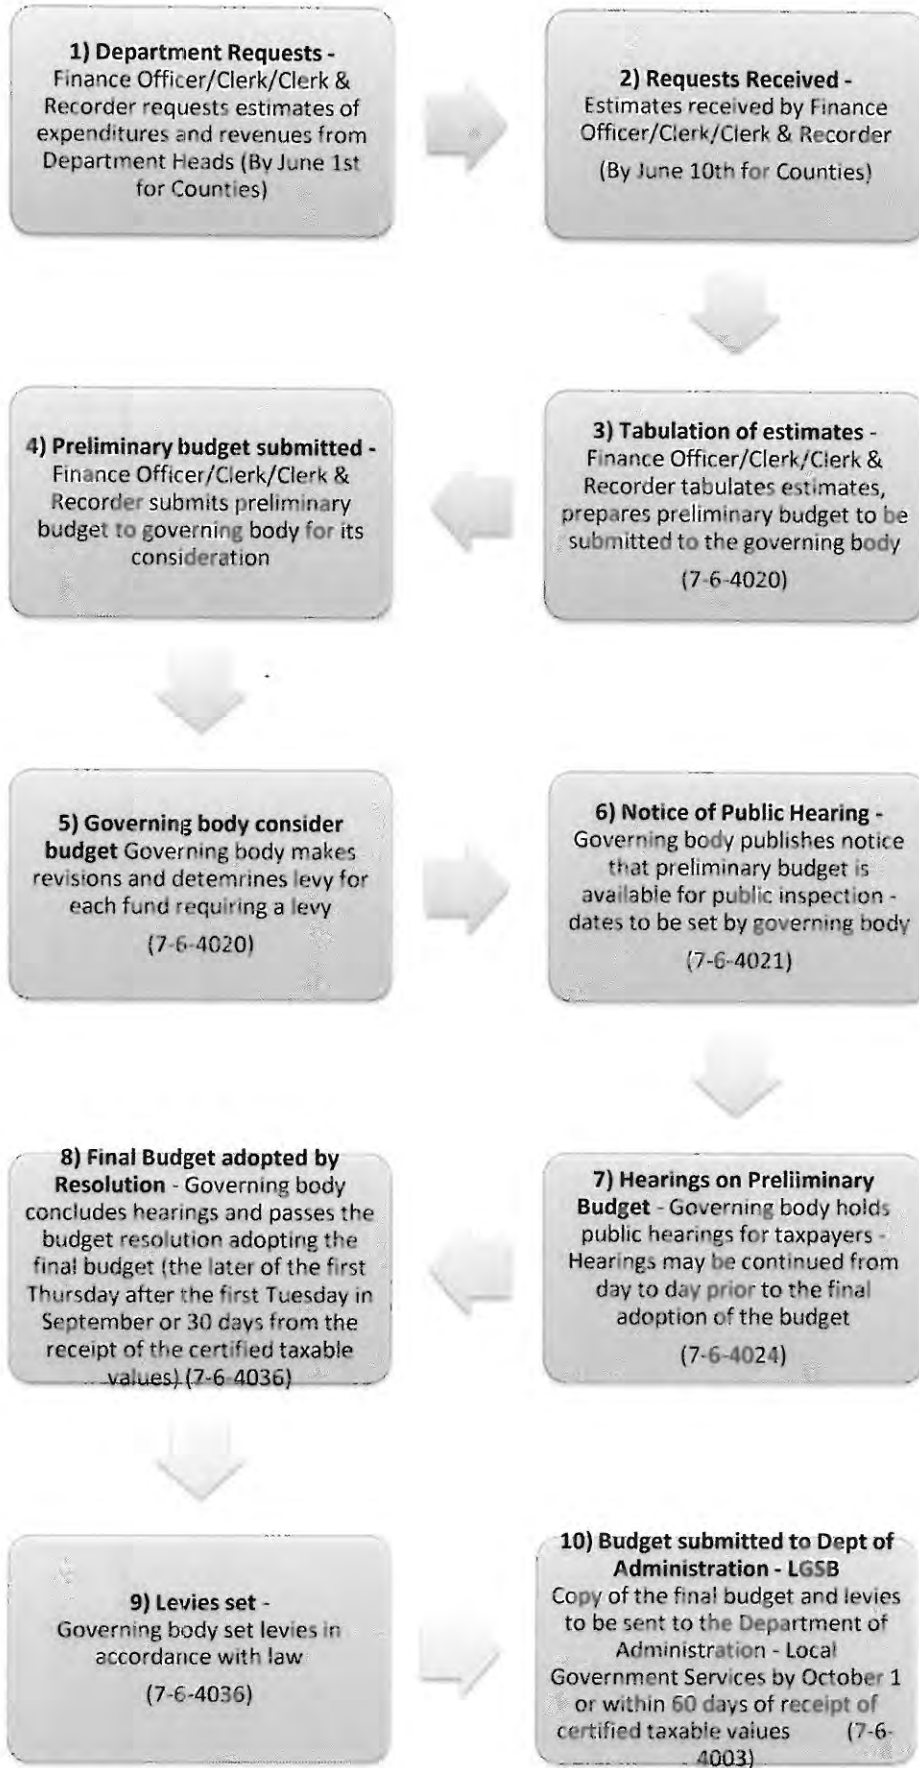 1) Department Requests -
Finance Officer/Clerk/Clerk &
Recorder requests estimates of
expenditures and revenues from
Department Heads (By June 1st
for Counties)
2) Requests Received -
Estimates received by Finance
Officer/Clerk/Clerk & Recorder
(By June 10th for Counties)
3) Tabulation of estimates -
Finance Officer/Clerk/Clerk &
Recorder tabulates estimates,
prepares preliminary budget to be
submitted to the governing body
(7-6-4020)
4) Preliminary budget submitted -
Finance Officer/Clerk/Clerk &
Recorder submits preliminary
budget to governing body for its
consideration
5) Governing body consider
budget Governing body makes
revisions and detemrines levy for
each fund requiring a levy
(7-6-4020)
6) Notice of Public Hearing -
Governing body publishes notice
that preliminary budget is
available for public inspection -
dates to be set by governing body
(7-6-4021)
7) Hearings on Preliiminary
Budget - Governing body holds
public hearings for taxpayers -
Hearings may be continued from
day to day prior to the final
adoption of the budget
(7-6-4024)
8) Final Budget adopted by
Resolution - Governing body
concludes hearings and passes the
budget resolution adopting the
final budget (the later of the first
Thursday after the first Tuesday in
September or 30 days from the
receipt of the certified taxable
values) (7-6-4036)
9) Levies set -
Governing body set levies in
accordance with law
(7-6-4036)
10) Budget submitted to Dept of
Administration - LGSB
Copy of the final budget and levies
to be sent to the Department of
Administration - Local
Government Services by October 1
or within 60 days of receipt of
certified taxable values (7-6-
4003)